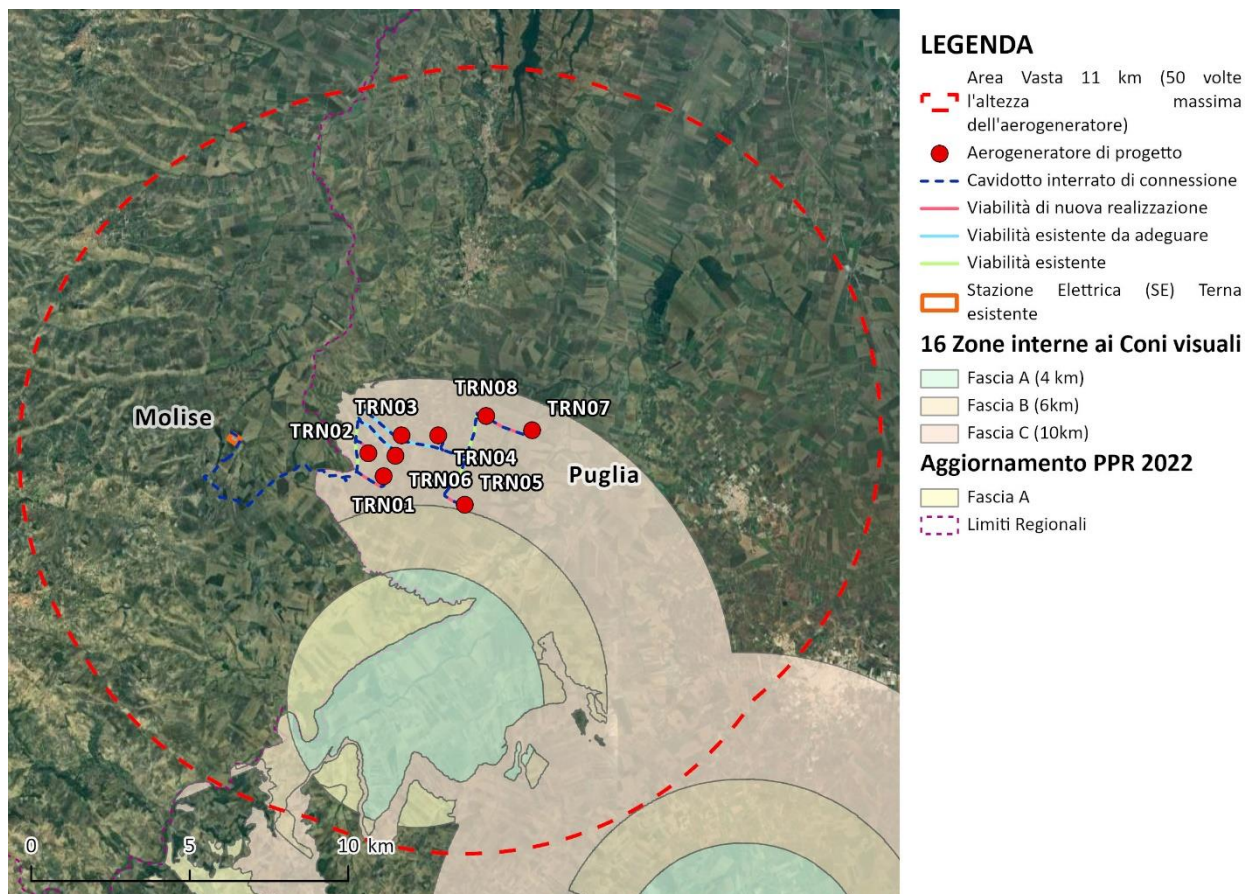 LEGENDA
Area Vasta 11 km (50 volte
l'altezza massima
dell'aerogeneratore)
Aerogeneratore di progetto
Cavidotto interrato di connessione
Viabilità di nuova realizzazione
Viabilità esistente da adeguare
Viabilità esistente
Stazione Elettrica (SE) Terna
esistente
16 Zone interne ai Coni visuali
Fascia A (4 km)
Fascia B (6km)
Fascia C (10km)
Aggiornamento PPR 2022
Fascia A
Limiti Regionali
TRN08
TRN03
TRN07
Molise
TRN02
TRN04
TRN06
TRN05
Puglia
TRN01
0 5 10 km